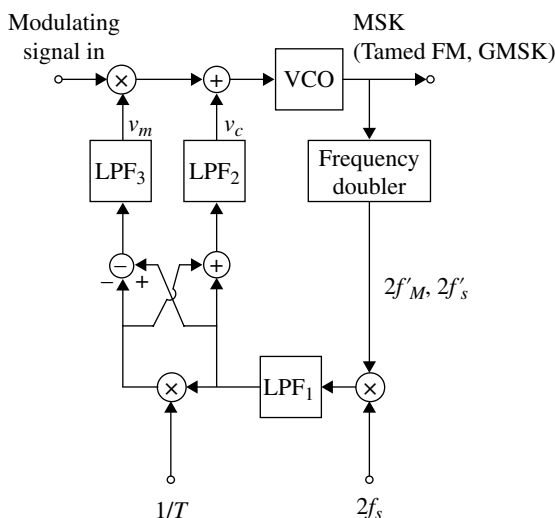 Modulating
signal in
MSK
(Tamed FM, GMSK)
×
+
VCO
v_m
v_c
LPF₃
LPF₂
Frequency
doubler
−
+
− +
2f′_M, 2f′_s
×
LPF₁
×
1/T
2f_s